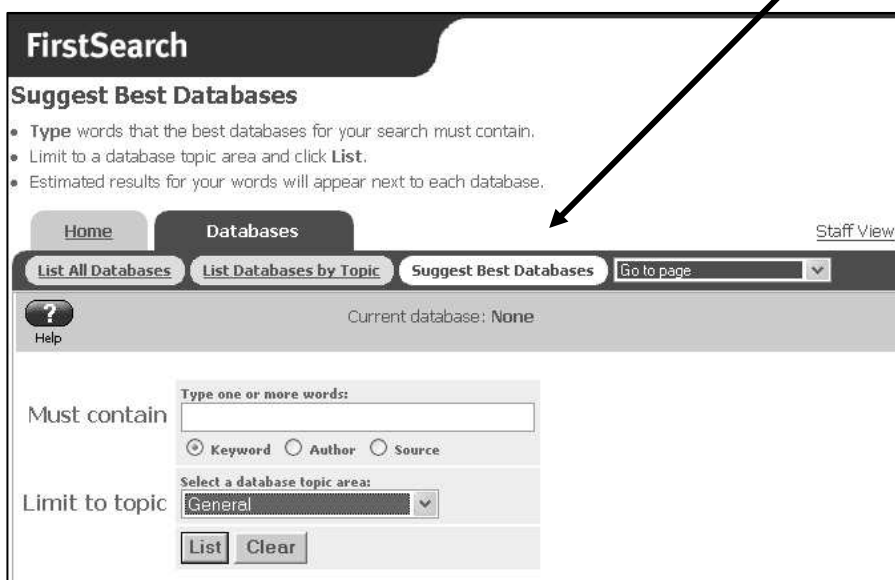 FirstSearch
Suggest Best Databases
• Type words that the best databases for your search must contain.
• Limit to a database topic area and click List.
• Estimated results for your words will appear next to each database.
Home Databases Staff View
List All Databases List Databases by Topic Suggest Best Databases Go to page
? Current database: None
Help
Type one or more words:
Must contain
Keyword Author Source
Select a database topic area:
Limit to topic General
List Clear